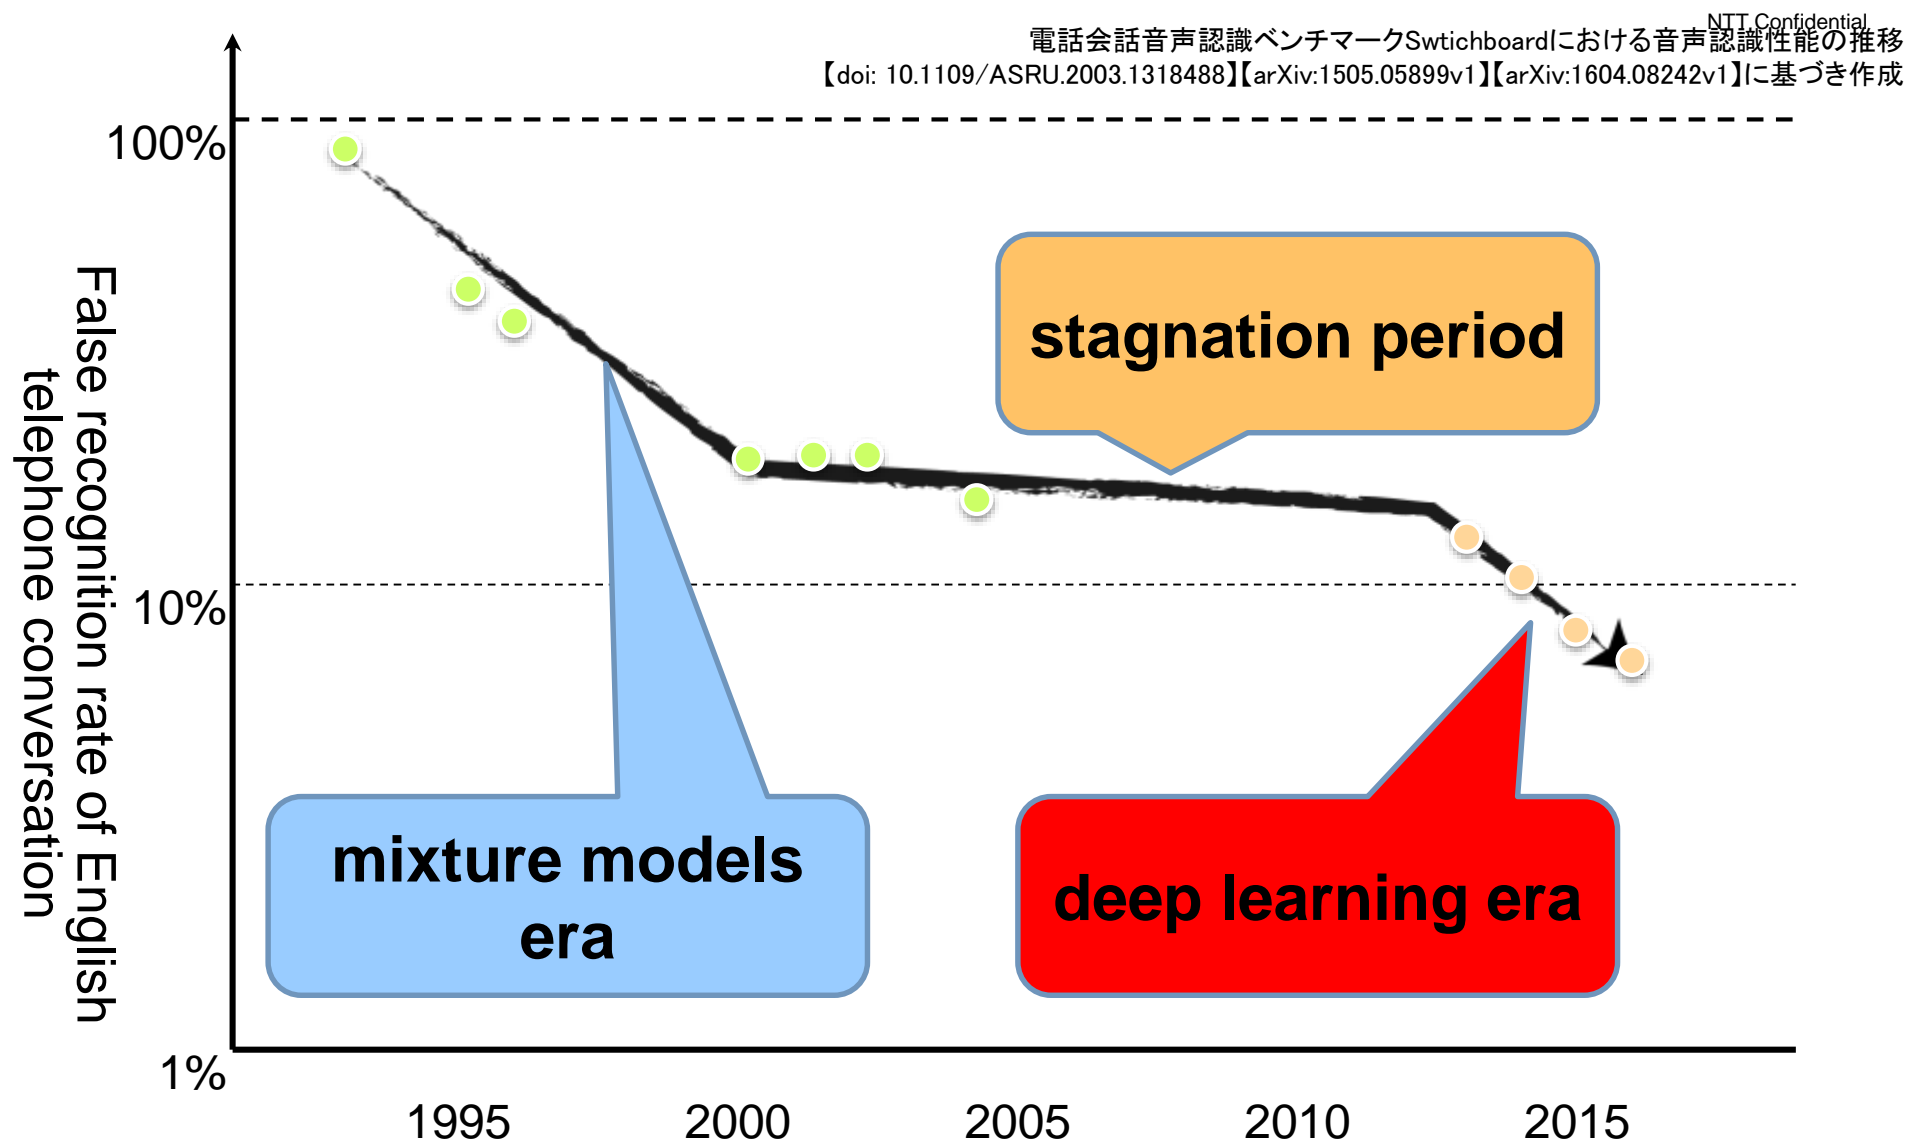 NTT Confidential
電話会話音声認識ベンチマークSwtichboardにおける音声認識性能の推移
【doi: 10.1109/ASRU.2003.1318488】【arXiv:1505.05899v1】【arXiv:1604.08242v1】に基づき作成
100%
10%
1%
False recognition rate of English
telephone conversation
stagnation period
mixture models
era
deep learning era
1995
2000
2005
2010
2015